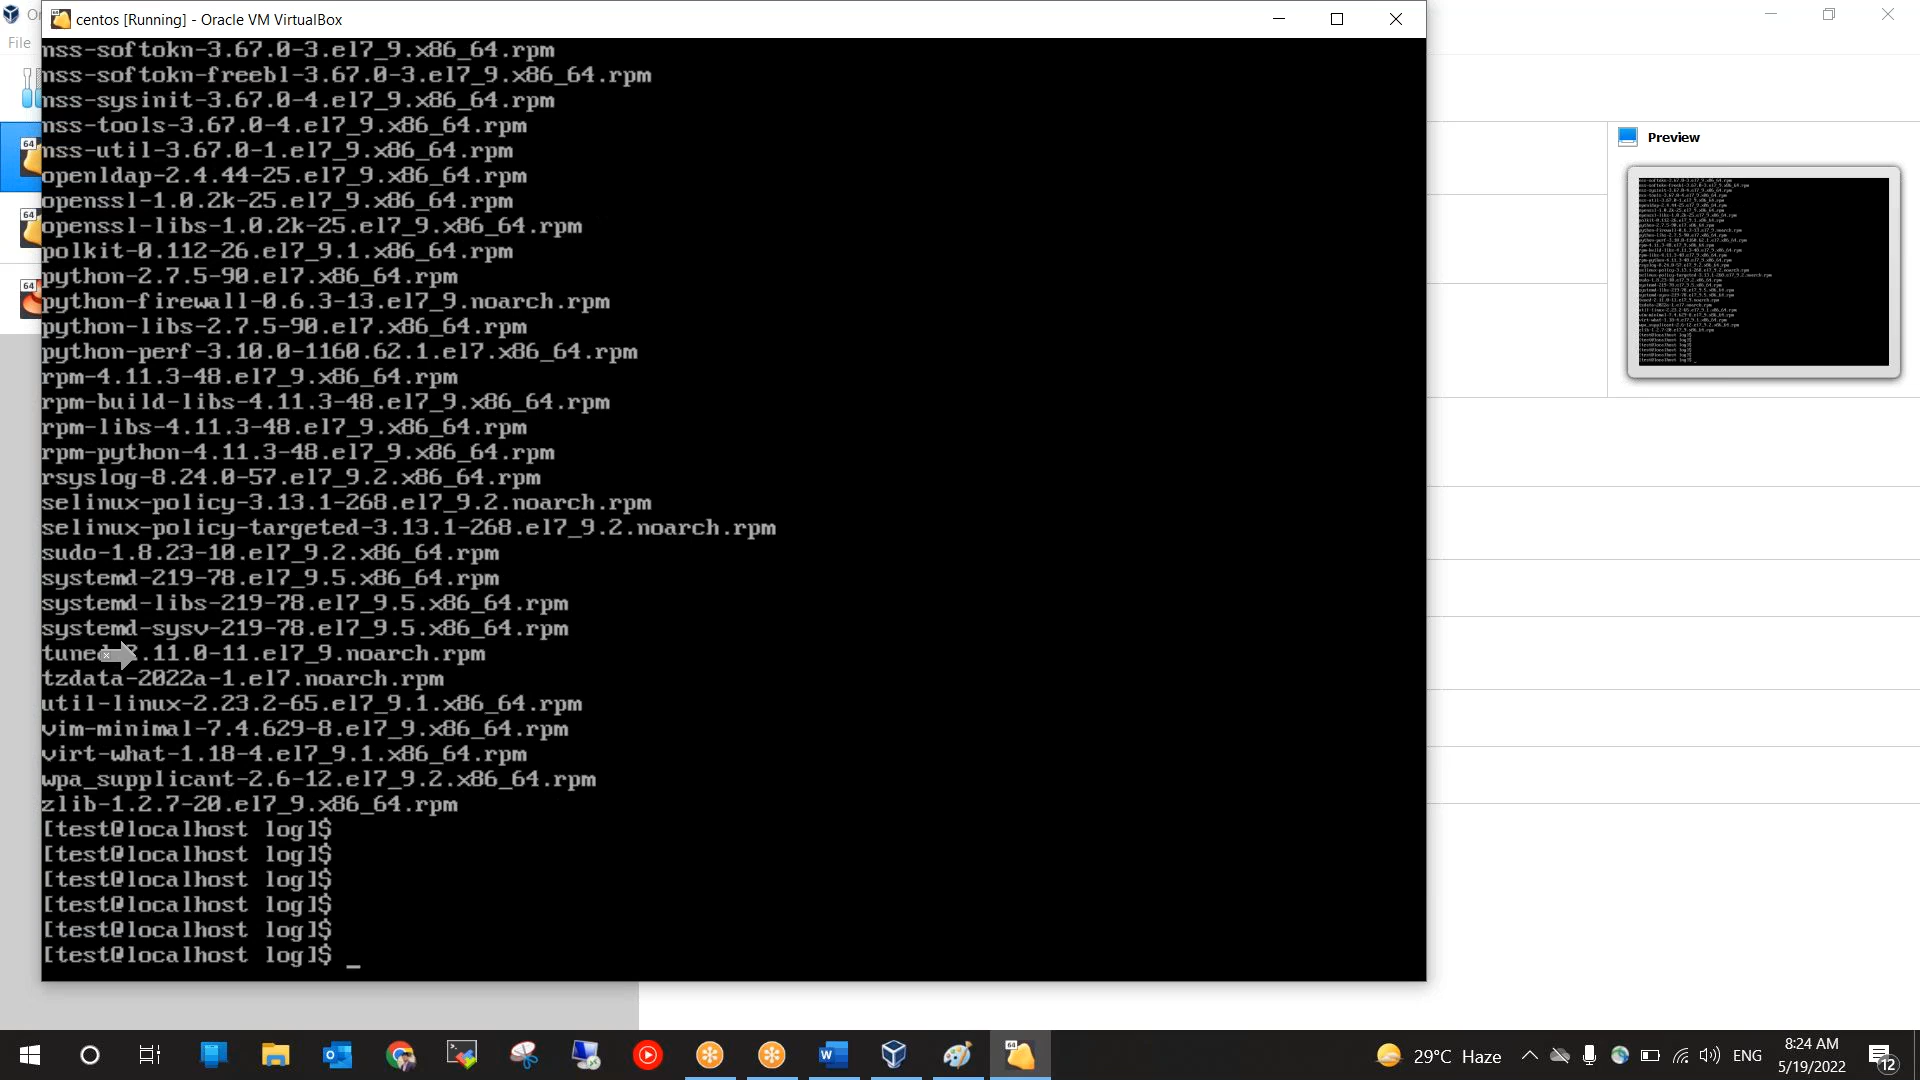 centos [Running] - Oracle VM VirtualBox
File
nss-softokn-3.67.0-3.el7_9.x86_64.rpm
nss-softokn-freebl-3.67.0-3.el7_9.x86_64.rpm
nss-sysinit-3.67.0-4.el7_9.x86_64.rpm
nss-tools-3.67.0-4.el7_9.x86_64.rpm
nss-util-3.67.0-1.el7_9.x86_64.rpm
openldap-2.4.44-25.el7_9.x86_64.rpm
openssl-1.0.2k-25.el7_9.x86_64.rpm
openssl-libs-1.0.2k-25.el7_9.x86_64.rpm
polkit-0.112-26.el7_9.1.x86_64.rpm
python-2.7.5-90.el7.x86_64.rpm
python-firewall-0.6.3-13.el7_9.noarch.rpm
python-libs-2.7.5-90.el7.x86_64.rpm
python-perf-3.10.0-1160.62.1.el7.x86_64.rpm
rpm-4.11.3-48.el7_9.x86_64.rpm
rpm-build-libs-4.11.3-48.el7_9.x86_64.rpm
rpm-libs-4.11.3-48.el7_9.x86_64.rpm
rpm-python-4.11.3-48.el7_9.x86_64.rpm
rsyslog-8.24.0-57.el7_9.2.x86_64.rpm
selinux-policy-3.13.1-268.el7_9.2.noarch.rpm
selinux-policy-targeted-3.13.1-268.el7_9.2.noarch.rpm
sudo-1.8.23-10.el7_9.2.x86_64.rpm
systemd-219-78.el7_9.5.x86_64.rpm
systemd-libs-219-78.el7_9.5.x86_64.rpm
systemd-sysv-219-78.el7_9.5.x86_64.rpm
tuned-2.11.0-11.el7_9.noarch.rpm
tzdata-2022a-1.el7.noarch.rpm
util-linux-2.23.2-65.el7_9.1.x86_64.rpm
vim-minimal-7.4.629-8.el7_9.x86_64.rpm
virt-what-1.18-4.el7_9.1.x86_64.rpm
wpa_supplicant-2.6-12.el7_9.2.x86_64.rpm
zlib-1.2.7-20.el7_9.x86_64.rpm
[test@localhost log]$
[test@localhost log]$
[test@localhost log]$
[test@localhost log]$
[test@localhost log]$
[test@localhost log]$ _
64
64
64
Preview
29°C Haze
ENG
8:24 AM
5/19/2022
12